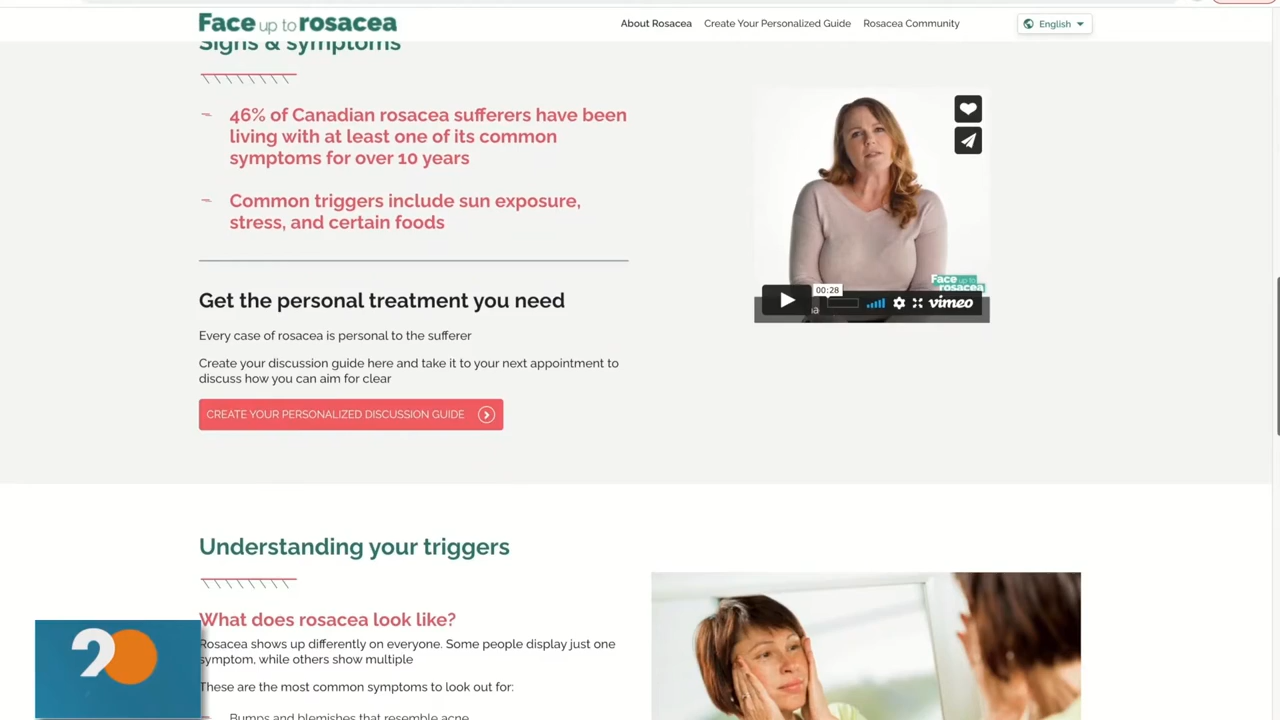 Face up to rosacea
About Rosacea
Create Your Personalized Guide
Rosacea Community
English
Signs & symptoms
46% of Canadian rosacea sufferers have been
living with at least one of its common
symptoms for over 10 years
Common triggers include sun exposure,
stress, and certain foods
Face up to
rosacea
00:28
vimeo
Get the personal treatment you need
Every case of rosacea is personal to the sufferer
Create your discussion guide here and take it to your next appointment to
discuss how you can aim for clear
CREATE YOUR PERSONALIZED DISCUSSION GUIDE
Understanding your triggers
What does rosacea look like?
Rosacea shows up differently on everyone. Some people display just one
symptom, while others show multiple
These are the most common symptoms to look out for:
Bumps and blemishes that resemble acne